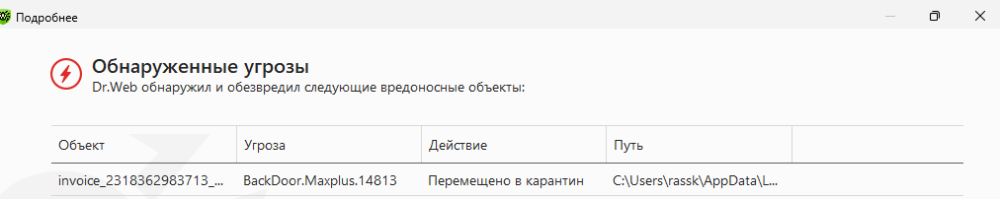 Подробнее
Обнаруженные угрозы
Dr.Web обнаружил и обезвредил следующие вредоносные объекты:
Объект Угроза Действие Путь
invoice_2318362983713_... BackDoor.Maxplus.14813 Перемещено в карантин C:\Users\rassk\AppData\L...